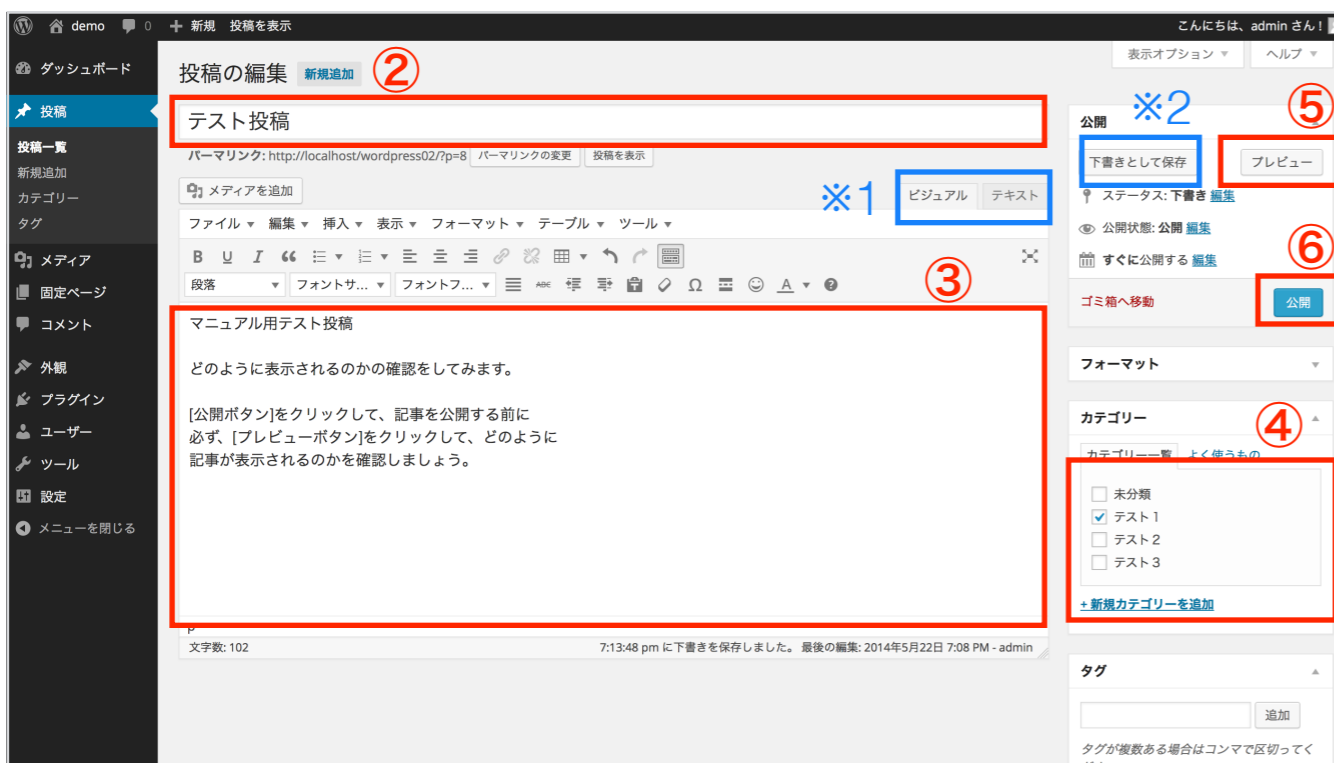 demo 0 + 新規 投稿を表示
こんにちは、admin さん!
表示オプション ▼ ヘルプ ▼
ダッシュボード
投稿
投稿一覧
新規追加
カテゴリー
タグ
メディア
固定ページ
コメント
外観
プラグイン
ユーザー
ツール
設定
メニューを閉じる
投稿の編集 新規追加 ②
テスト投稿
パーマリンク: http://localhost/wordpress02/?p=8 パーマリンクの変更 投稿を表示
メディアを追加
※1 ビジュアル テキスト
ファイル ▼ 編集 ▼ 挿入 ▼ 表示 ▼ フォーマット ▼ テーブル ▼ ツール ▼
B U I
段落 ▼ フォントサ... ▼ フォントフ... ▼ ABC Ω A ▼
③
マニュアル用テスト投稿
どのように表示されるのかの確認をしてみます。
[公開ボタン]をクリックして、記事を公開する前に
必ず、[プレビューボタン]をクリックして、どのように
記事が表示されるのかを確認しましょう。
p
文字数: 102
7:13:48 pm に下書きを保存しました。 最後の編集: 2014年5月22日 7:08 PM - admin
公開 ※2 ⑤
下書きとして保存 プレビュー
ステータス: 下書き 編集
公開状態: 公開 編集
すぐに公開する 編集
⑥
ゴミ箱へ移動 公開
フォーマット
カテゴリー ④
カテゴリー一覧 よく使うもの
未分類
テスト1
テスト2
テスト3
+ 新規カテゴリーを追加
タグ
追加
タグが複数ある場合はコンマで区切ってく